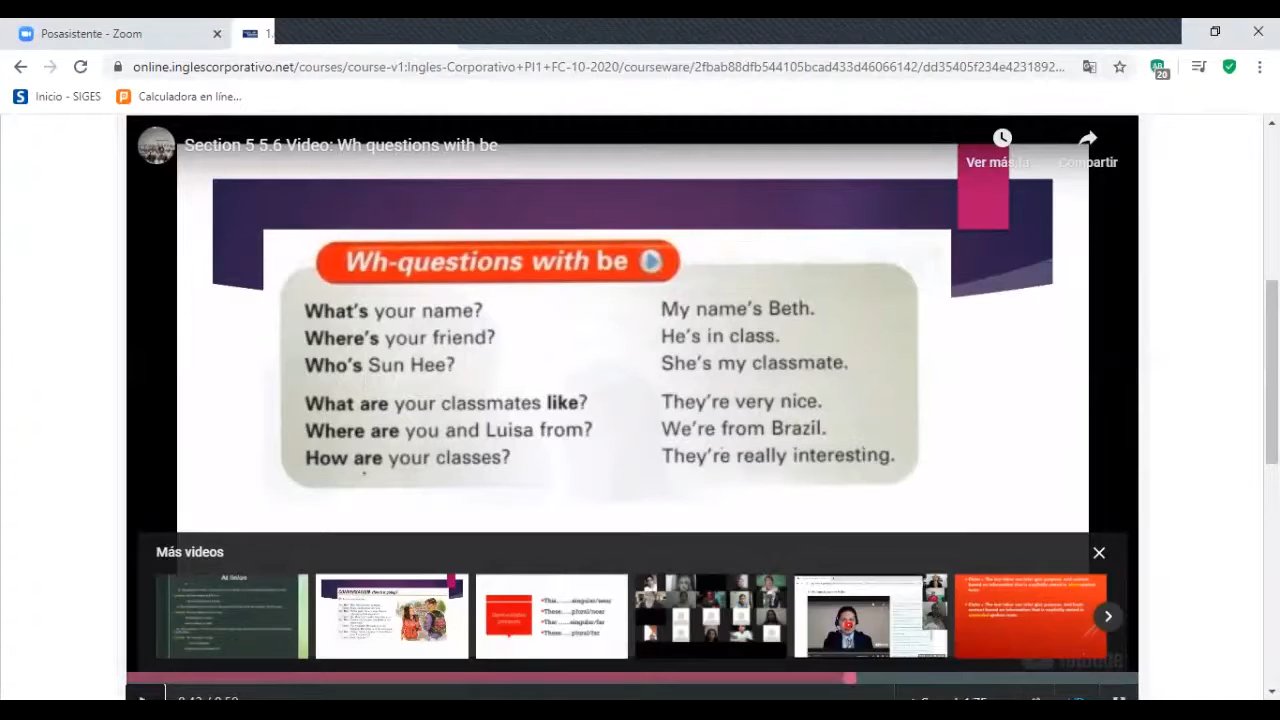 Posasistente - Zoom
1.
online.inglescorporativo.net/courses/course-v1:Ingles-Corporativo+PI1+FC-10-2020/courseware/2fbab88dfb544105bcad433d46066142/dd35405f234e4231892...
20
Inicio - SIGES
Calculadora en líne...
Section 5 5.6 Video: Wh questions with be
Ver más
Compartir
Wh-questions with be
What's your name? My name's Beth.
Where's your friend? He's in class.
Who's Sun Hee? She's my classmate.
What are your classmates like? They're very nice.
Where are you and Luisa from? We're from Brazil.
How are your classes? They're really interesting.
Más videos